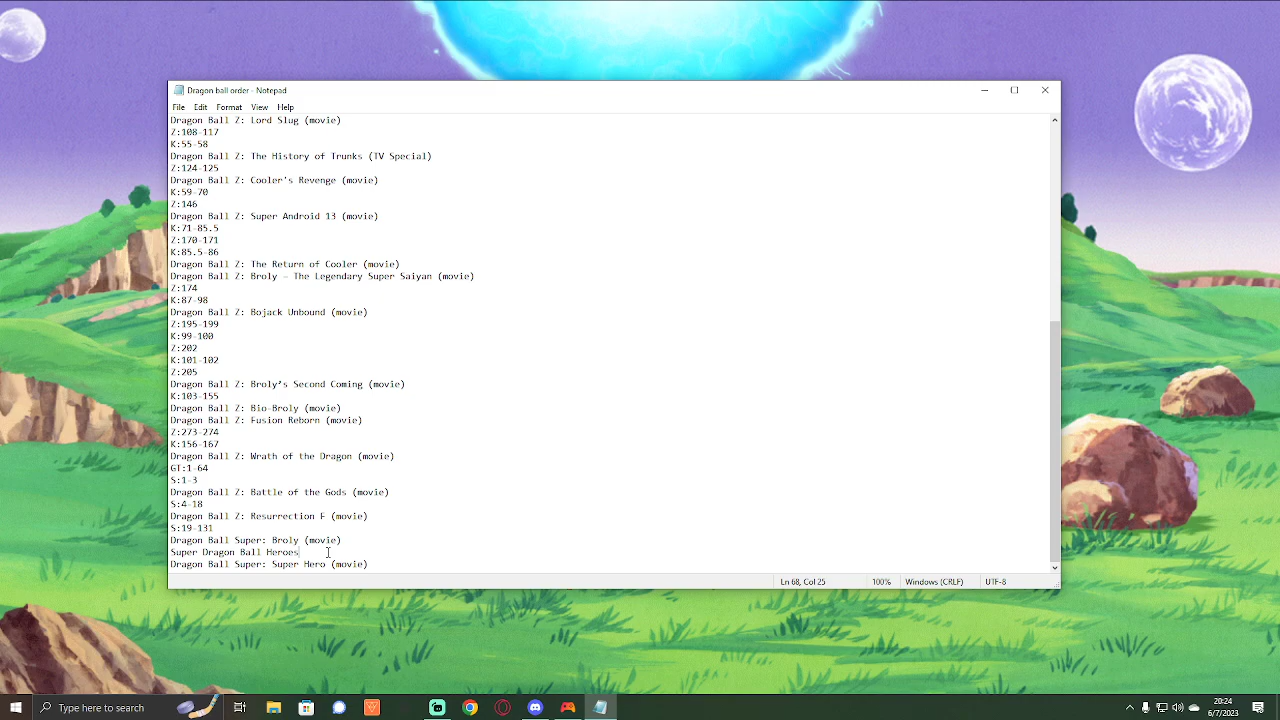 Dragon ball order - Notepad
File Edit Format View Help
Dragon Ball Z: Lord Slug (movie)
Z:108-117
K:55-58
Dragon Ball Z: The History of Trunks (TV Special)
Z:124-125
Dragon Ball Z: Cooler’s Revenge (movie)
K:59-70
Z:146
Dragon Ball Z: Super Android 13 (movie)
K:71-85.5
Z:170-171
K:85.5-86
Dragon Ball Z: The Return of Cooler (movie)
Dragon Ball Z: Broly – The Legendary Super Saiyan (movie)
Z:174
K:87-98
Dragon Ball Z: Bojack Unbound (movie)
Z:195-199
K:99-100
Z:202
K:101-102
Z:205
Dragon Ball Z: Broly’s Second Coming (movie)
K:103-155
Dragon Ball Z: Bio-Broly (movie)
Dragon Ball Z: Fusion Reborn (movie)
Z:273-274
K:156-167
Dragon Ball Z: Wrath of the Dragon (movie)
GT:1-64
S:1-3
Dragon Ball Z: Battle of the Gods (movie)
S:4-18
Dragon Ball Z: Resurrection F (movie)
S:19-131
Dragon Ball Super: Broly (movie)
Super Dragon Ball Heroes
Dragon Ball Super: Super Hero (movie)
Ln 68, Col 25 100% Windows (CRLF) UTF-8
Type here to search
20:24
6/7/2023